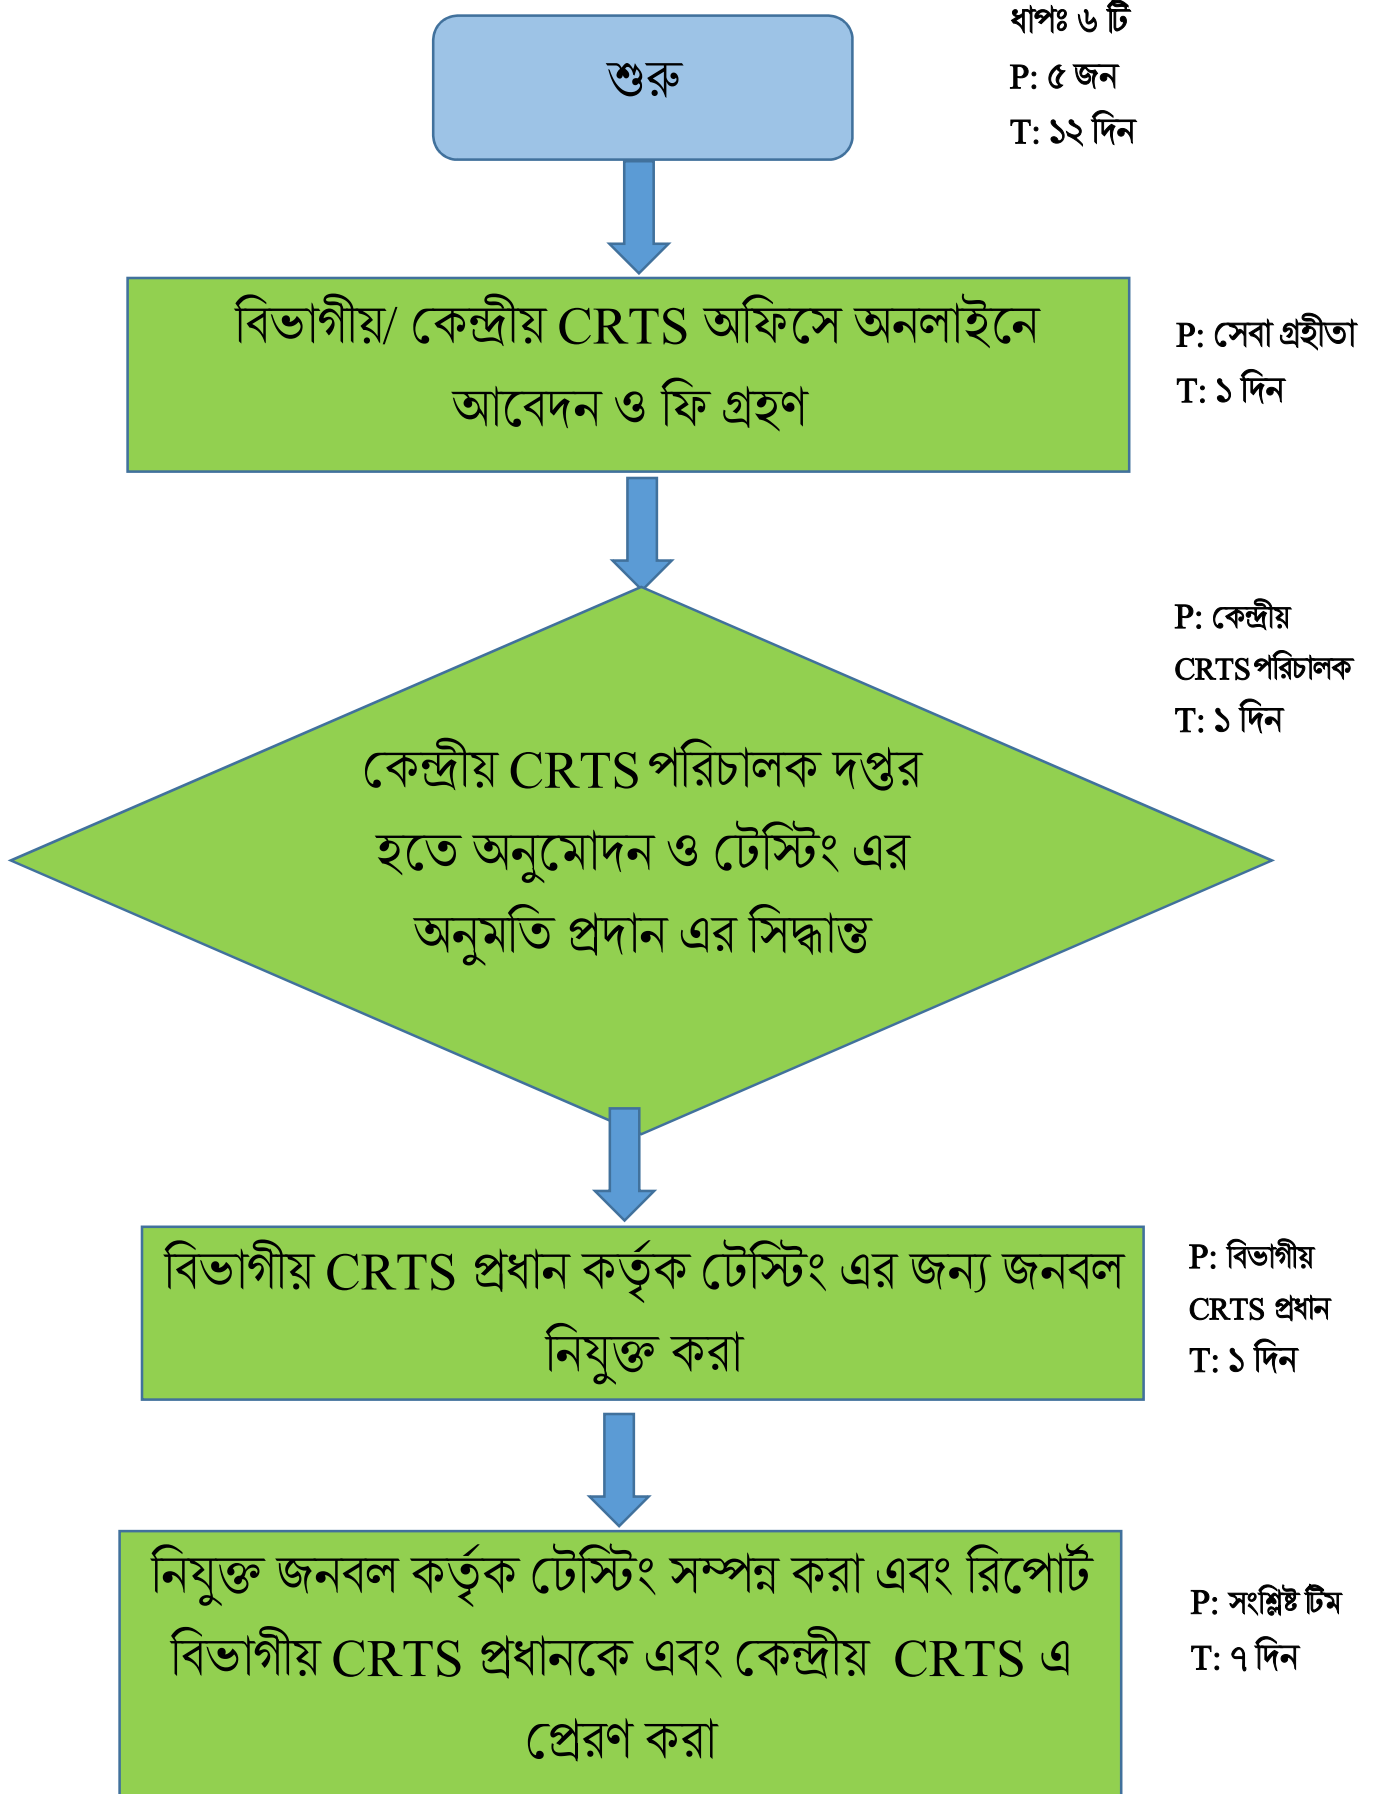 ধাপঃ ৬ টি
শুরু
P: ৫ জন
T: ১২ দিন
বিভাগীয়/ কেন্দ্রীয় CRTS অফিসে অনলাইনে
আবেদন ও ফি গ্রহণ
P: সেবা গ্রহীতা
T: ১ দিন
P: কেন্দ্রীয়
CRTS পরিচালক
T: ১ দিন
কেন্দ্রীয় CRTS পরিচালক দপ্তর
হতে অনুমোদন ও টেস্টিং এর
অনুমতি প্রদান এর সিদ্ধান্ত
বিভাগীয় CRTS প্রধান কর্তৃক টেস্টিং এর জন্য জনবল
নিযুক্ত করা
P: বিভাগীয়
CRTS প্রধান
T: ১ দিন
নিযুক্ত জনবল কর্তৃক টেস্টিং সম্পন্ন করা এবং রিপোর্ট
বিভাগীয় CRTS প্রধানকে এবং কেন্দ্রীয় CRTS এ
প্রেরণ করা
P: সংশ্লিষ্ট টিম
T: ৭ দিন